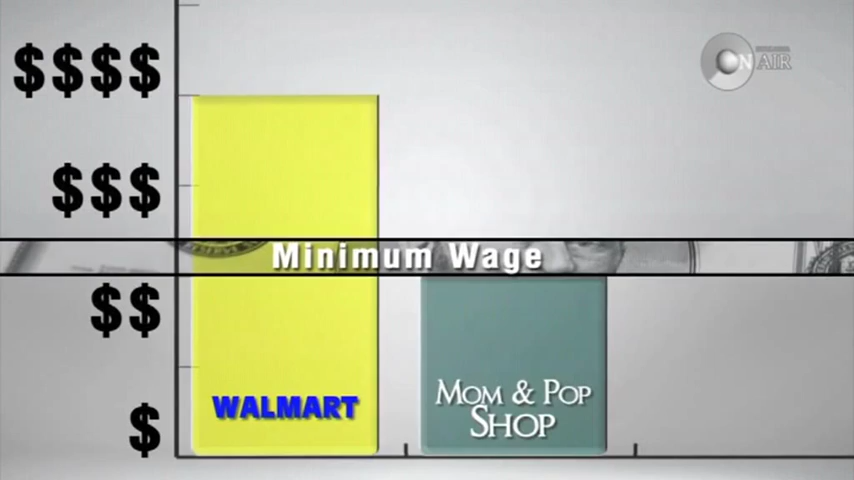 $$$$
ON AIR
$$$
Minimum Wage
$$
WALMART
MOM & POP
SHOP
$